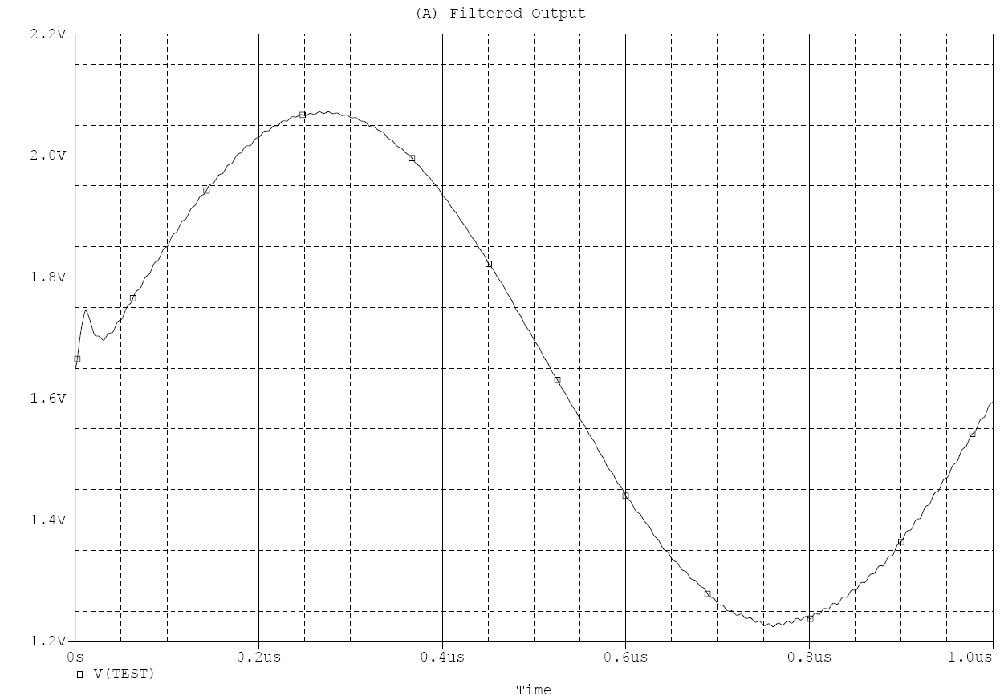 (A) Filtered Output
2.2V
2.0V
1.8V
1.6V
1.4V
1.2V
0s 0.2us 0.4us 0.6us 0.8us 1.0us
V(TEST)
Time